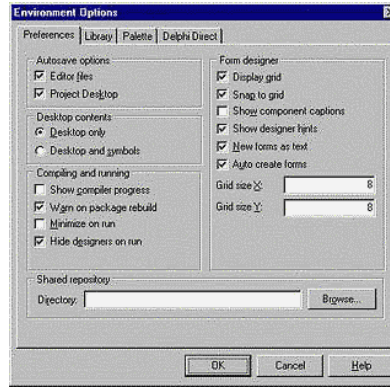 Environment Options
Preferences Library Palette Delphi Direct
Autosave options
Editor files
Project Desktop
Desktop contents
Desktop only
Desktop and symbols
Compiling and running
Show compiler progress
Warn on package rebuild
Minimize on run
Hide designers on run
Form designer
Display grid
Snap to grid
Show component captions
Show designer hints
New forms as text
Auto create forms
Grid size X: 8
Grid size Y: 8
Shared repository
Directory: Browse...
OK Cancel Help